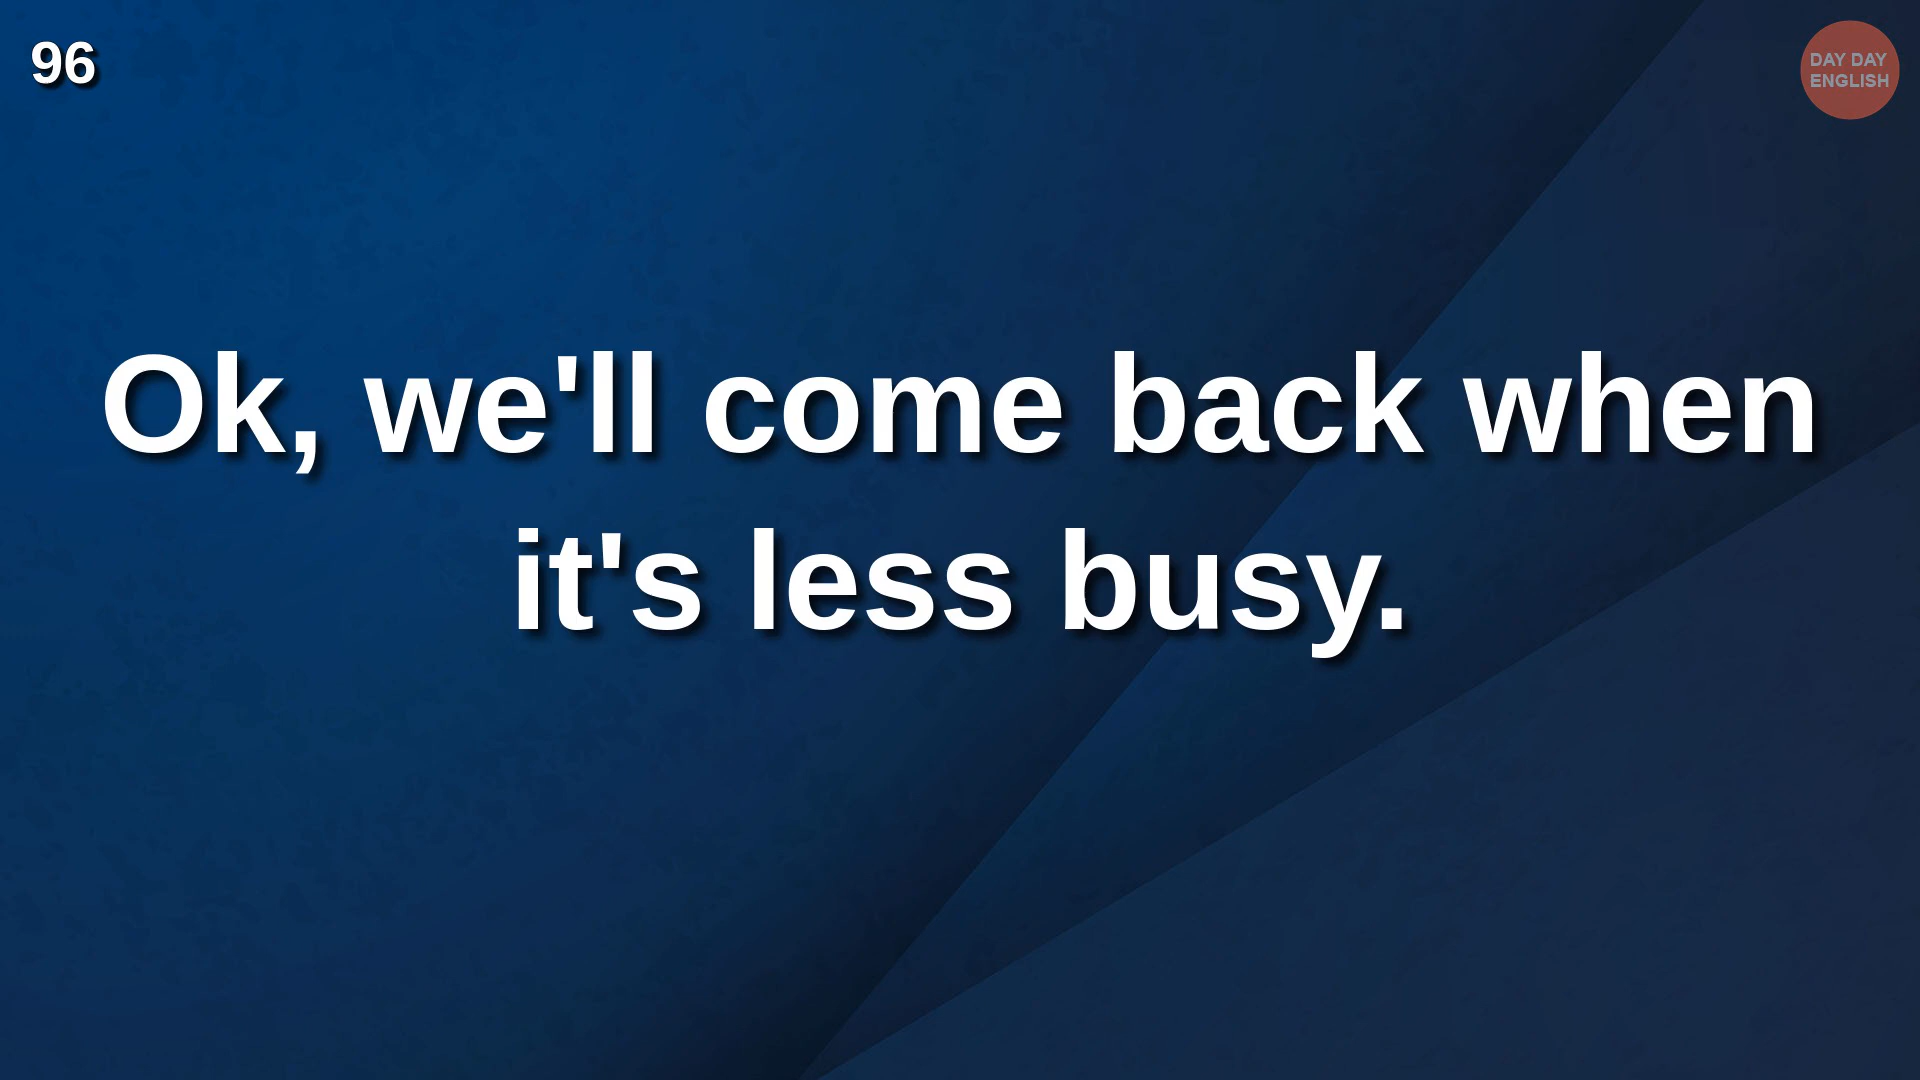 96
DAY DAY
ENGLISH
Ok, we'll come back when
it's less busy.